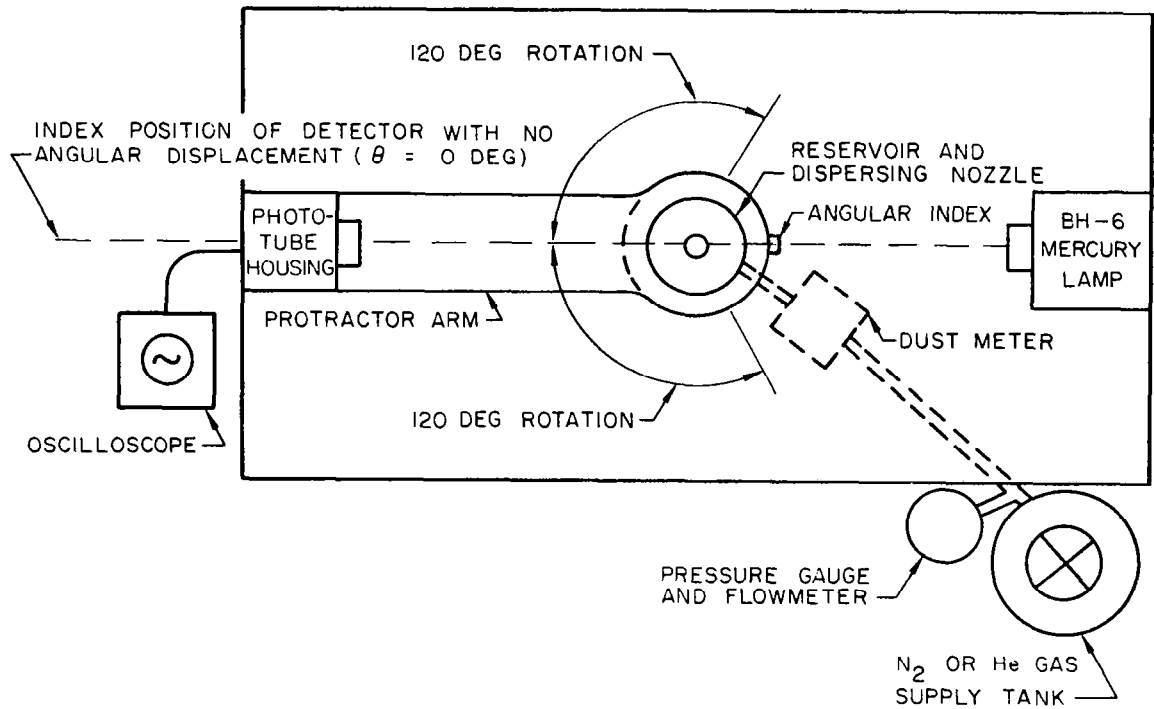 120 DEG ROTATION
INDEX POSITION OF DETECTOR WITH NO
ANGULAR DISPLACEMENT (θ = 0 DEG)
RESERVOIR AND
DISPERSING NOZZLE
ANGULAR INDEX
PHOTO-
TUBE
HOUSING
BH-6
MERCURY
LAMP
PROTRACTOR ARM
DUST METER
120 DEG ROTATION
OSCILLOSCOPE
PRESSURE GAUGE
AND FLOWMETER
N2 OR He GAS
SUPPLY TANK